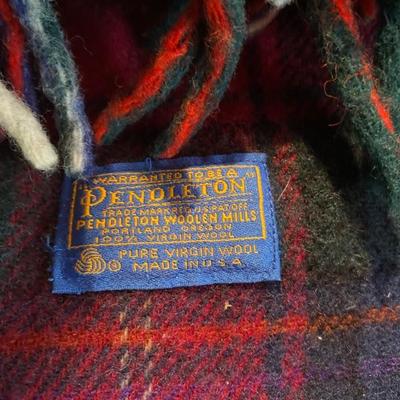 "WARRANTED TO BE A
PENDLETON"
TRADE MARK REG. U.S. PAT. OFF.
PENDLETON WOOLEN MILLS
PORTLAND OREGON
100% VIRGIN WOOL
PURE VIRGIN WOOL
MADE IN U.S.A.